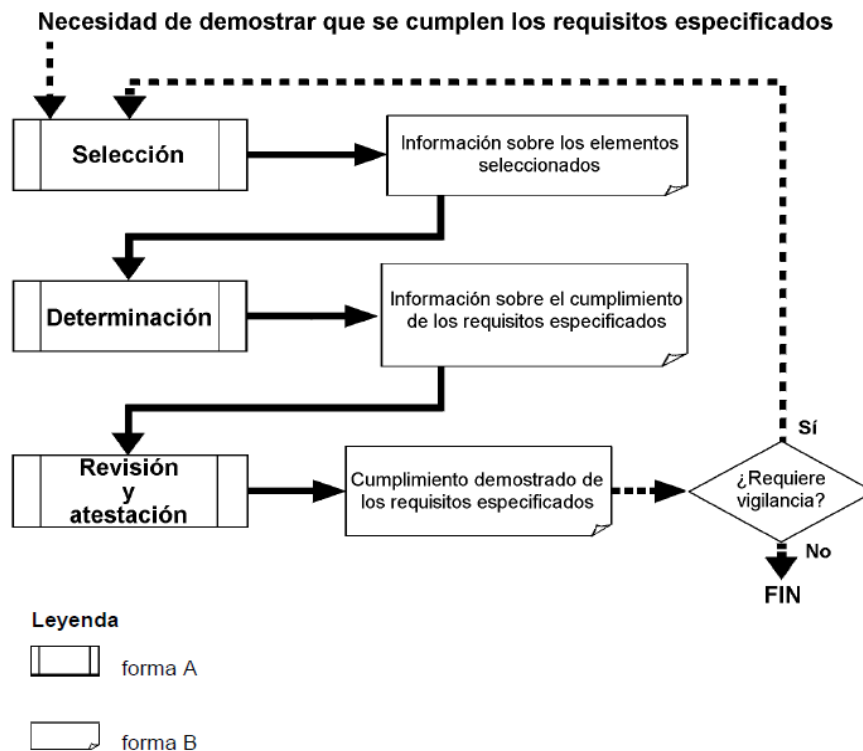 Necesidad de demostrar que se cumplen los requisitos especificados
Selección
Información sobre los elementos
seleccionados
Determinación
Información sobre el cumplimiento
de los requisitos especificados
Revisión
y
atestación
Cumplimiento demostrado de
los requisitos especificados
¿Requiere
vigilancia?
Sí
No
FIN
Leyenda
forma A
forma B